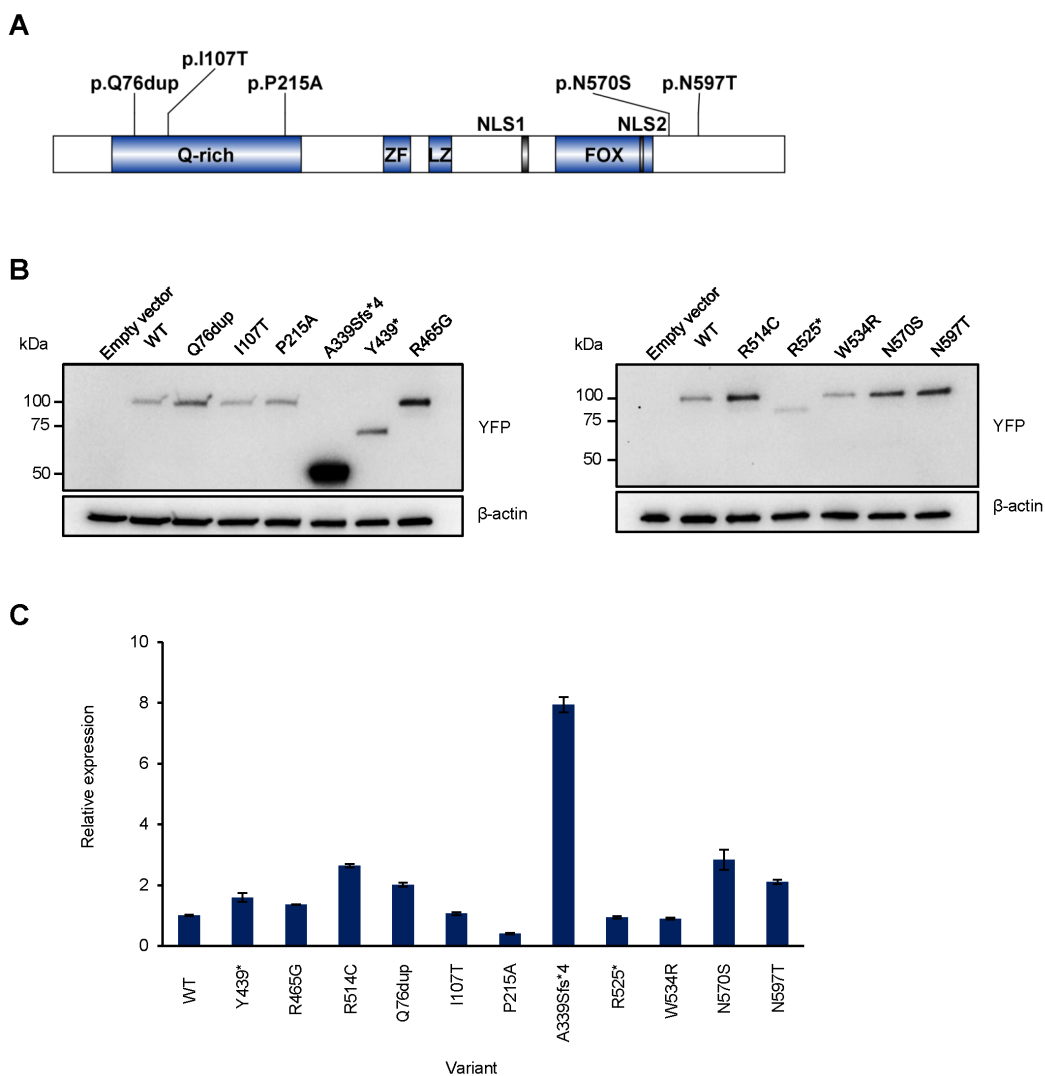 A
p.I107T
p.Q76dup
p.P215A
p.N570S
p.N597T
NLS1
NLS2
Q-rich
ZF
LZ
FOX
B
Empty vector
WT
Q76dup
I107T
P215A
A339Sfs*4
Y439*
R465G
kDa
100
75
50
YFP
β-actin
Empty vector
WT
R514C
R525*
W534R
N570S
N597T
kDa
100
75
50
YFP
β-actin
C
10
8
6
4
2
0
Relative expression
WT
Y439*
R465G
R514C
Q76dup
I107T
P215A
A339Sfs*4
R525*
W534R
N570S
N597T
Variant